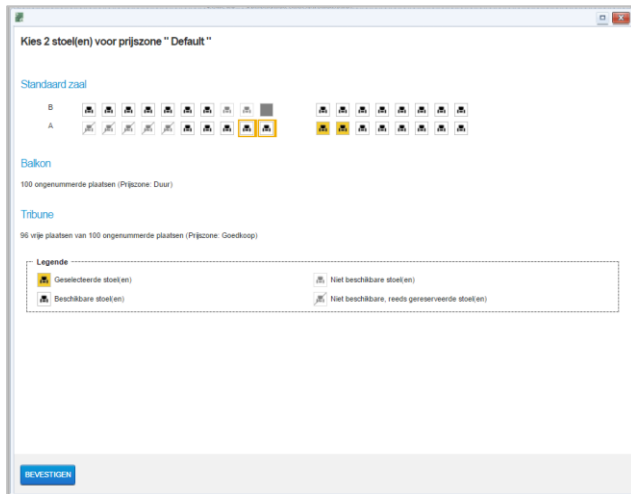 Kies 2 stoel(en) voor prijszone " Default "
Standaard zaal
B
A
Balkon
100 ongenummerde plaatsen (Prijszone: Duur)
Tribune
96 vrije plaatsen van 100 ongenummerde plaatsen (Prijszone: Goedkoop)
Legende
Geselecteerde stoel(en)
Niet beschikbare stoel(en)
Beschikbare stoel(en)
Niet beschikbare, reeds gereserveerde stoel(en)
BEVESTIGEN